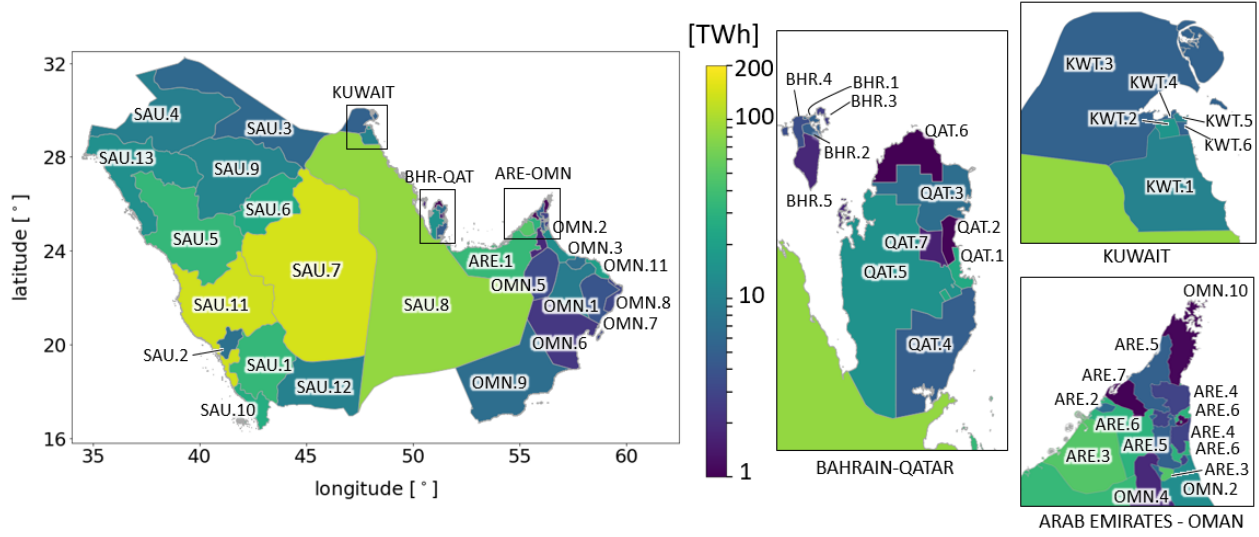 [TWh]
200
100
10
1
32
28
24
20
16
latitude [°]
35
40
45
50
55
60
longitude [°]
KUWAIT
BHR-QAT
ARE-OMN
SAU.4
SAU.3
SAU.13
SAU.9
SAU.6
SAU.5
SAU.7
SAU.11
SAU.8
SAU.2
SAU.1
SAU.12
SAU.10
ARE.1
OMN.2
OMN.3
OMN.11
OMN.5
OMN.1
OMN.8
OMN.7
OMN.6
OMN.9
BHR.4
BHR.1
BHR.3
BHR.2
BHR.5
QAT.6
QAT.3
QAT.2
QAT.7
QAT.1
QAT.5
QAT.4
BAHRAIN-QATAR
KWT.3
KWT.4
KWT.2
KWT.5
KWT.6
KWT.1
KUWAIT
OMN.10
ARE.5
ARE.7
ARE.2
ARE.4
ARE.6
ARE.6
ARE.4
ARE.5
ARE.6
ARE.3
ARE.3
OMN.4
OMN.2
ARAB EMIRATES - OMAN